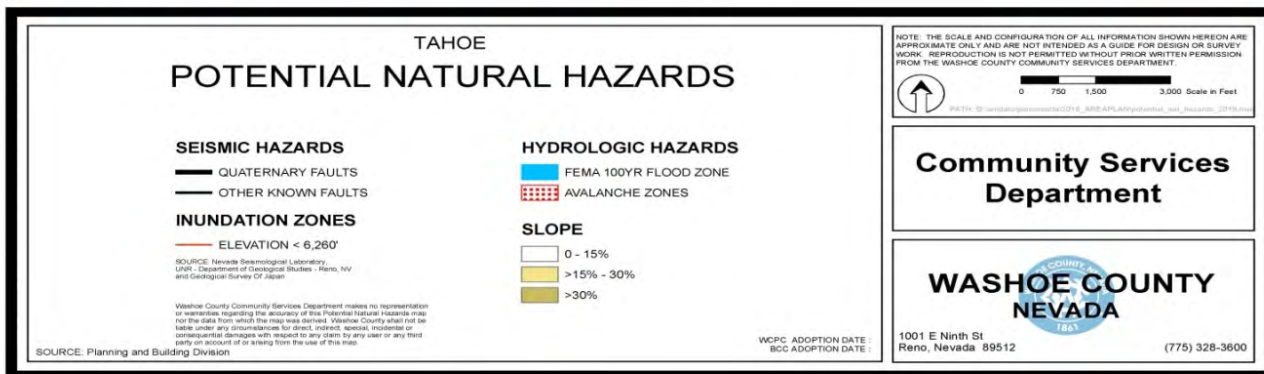 TAHOE
POTENTIAL NATURAL HAZARDS
SEISMIC HAZARDS
QUATERNARY FAULTS
OTHER KNOWN FAULTS
INUNDATION ZONES
ELEVATION < 6,260'
SOURCE: Nevada Seismological Laboratory,
UNR - Department of Geological Studies - Reno, NV
and Geological Survey Of Japan
Washoe County Community Services Department makes no representation
or warranties regarding the accuracy of this Potential Natural Hazards map
nor the data from which the map was derived. Washoe County shall not be
liable under any circumstances for direct, indirect, special, incidental or
consequential damages with respect to any claim by any user or any third
party on account of or arising from the use of this map.
SOURCE: Planning and Building Division
HYDROLOGIC HAZARDS
FEMA 100YR FLOOD ZONE
AVALANCHE ZONES
SLOPE
0 - 15%
>15% - 30%
>30%
WCPC ADOPTION DATE :
BCC ADOPTION DATE :
NOTE: THE SCALE AND CONFIGURATION OF ALL INFORMATION SHOWN HEREON ARE
APPROXIMATE ONLY AND ARE NOT INTENDED AS A GUIDE FOR DESIGN OR SURVEY
WORK. REPRODUCTION IS NOT PERMITTED WITHOUT PRIOR WRITTEN PERMISSION
FROM THE WASHOE COUNTY COMMUNITY SERVICES DEPARTMENT.
0 750 1,500 3,000 Scale in Feet
Community Services
Department
WASHOE COUNTY
NEVADA
1861
1001 E Ninth St
Reno, Nevada 89512
(775) 328-3600